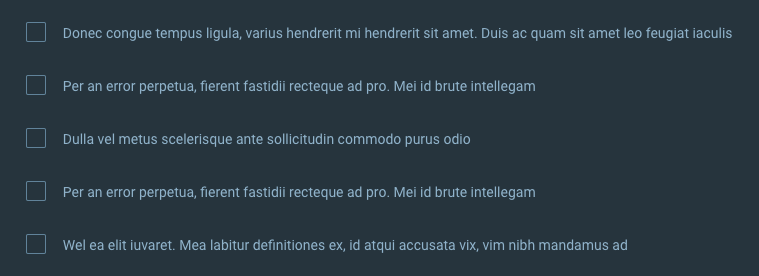 Donec congue tempus ligula, varius hendrerit mi hendrerit sit amet. Duis ac quam sit amet leo feugiat iaculis
Per an error perpetua, fierent fastidii recteque ad pro. Mei id brute intellegam
Dulla vel metus scelerisque ante sollicitudin commodo purus odio
Per an error perpetua, fierent fastidii recteque ad pro. Mei id brute intellegam
Wel ea elit iuvaret. Mea labitur definitiones ex, id atqui accusata vix, vim nibh mandamus ad